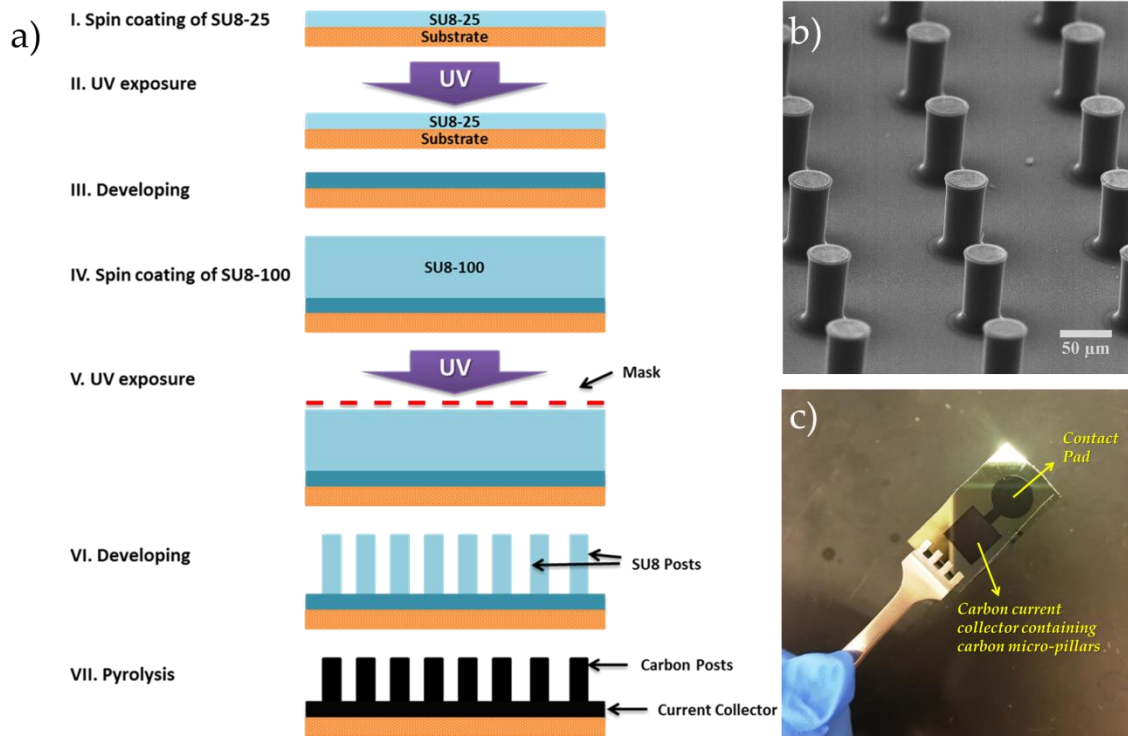 a)
I. Spin coating of SU8-25
SU8-25
Substrate
II. UV exposure
UV
SU8-25
Substrate
III. Developing
IV. Spin coating of SU8-100
SU8-100
V. UV exposure
UV
Mask
VI. Developing
SU8 Posts
VII. Pyrolysis
Carbon Posts
Current Collector
b)
50 µm
c)
Contact
Pad
Carbon current
collector containing
carbon micro-pillars